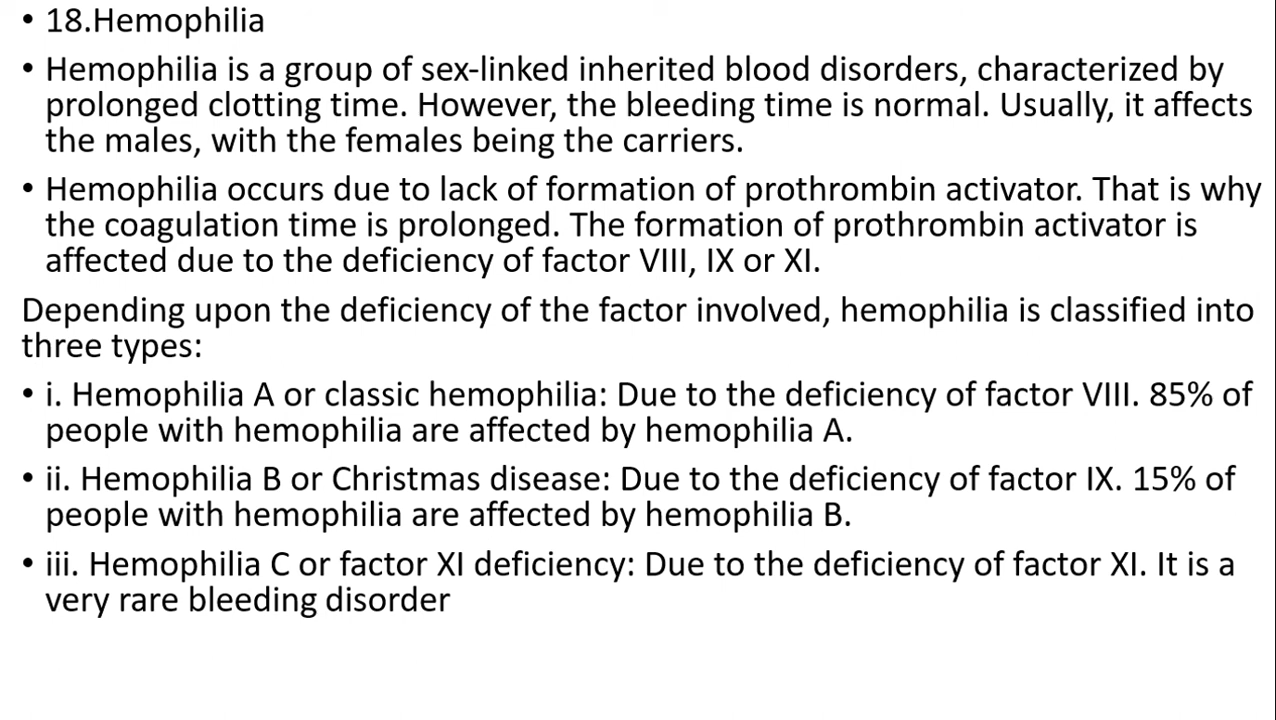 • 18.Hemophilia
• Hemophilia is a group of sex-linked inherited blood disorders, characterized by
prolonged clotting time. However, the bleeding time is normal. Usually, it affects
the males, with the females being the carriers.
• Hemophilia occurs due to lack of formation of prothrombin activator. That is why
the coagulation time is prolonged. The formation of prothrombin activator is
affected due to the deficiency of factor VIII, IX or XI.
Depending upon the deficiency of the factor involved, hemophilia is classified into
three types:
• i. Hemophilia A or classic hemophilia: Due to the deficiency of factor VIII. 85% of
people with hemophilia are affected by hemophilia A.
• ii. Hemophilia B or Christmas disease: Due to the deficiency of factor IX. 15% of
people with hemophilia are affected by hemophilia B.
• iii. Hemophilia C or factor XI deficiency: Due to the deficiency of factor XI. It is a
very rare bleeding disorder